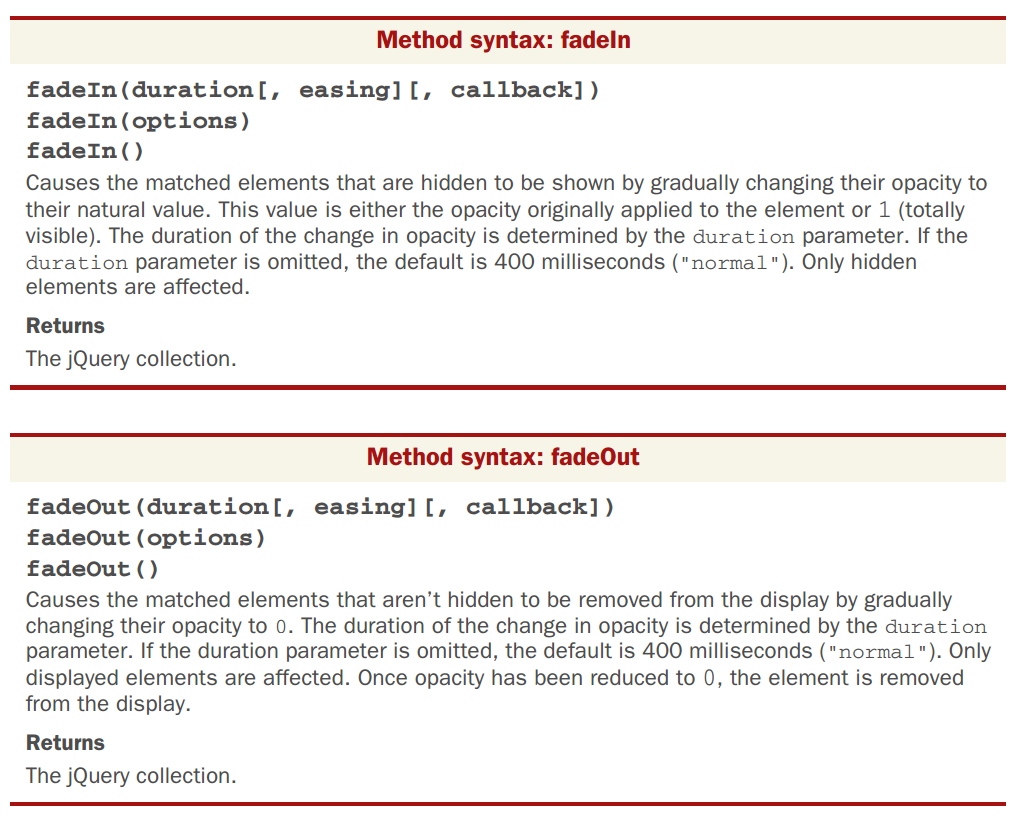 Method syntax: fadeIn
fadeIn(duration[, easing][, callback])
fadeIn(options)
fadeIn()
Causes the matched elements that are hidden to be shown by gradually changing their opacity to
their natural value. This value is either the opacity originally applied to the element or 1 (totally
visible). The duration of the change in opacity is determined by the duration parameter. If the
duration parameter is omitted, the default is 400 milliseconds ("normal"). Only hidden
elements are affected.
Returns
The jQuery collection.
Method syntax: fadeOut
fadeOut(duration[, easing][, callback])
fadeOut(options)
fadeOut()
Causes the matched elements that aren't hidden to be removed from the display by gradually
changing their opacity to 0. The duration of the change in opacity is determined by the duration
parameter. If the duration parameter is omitted, the default is 400 milliseconds ("normal"). Only
displayed elements are affected. Once opacity has been reduced to 0, the element is removed
from the display.
Returns
The jQuery collection.